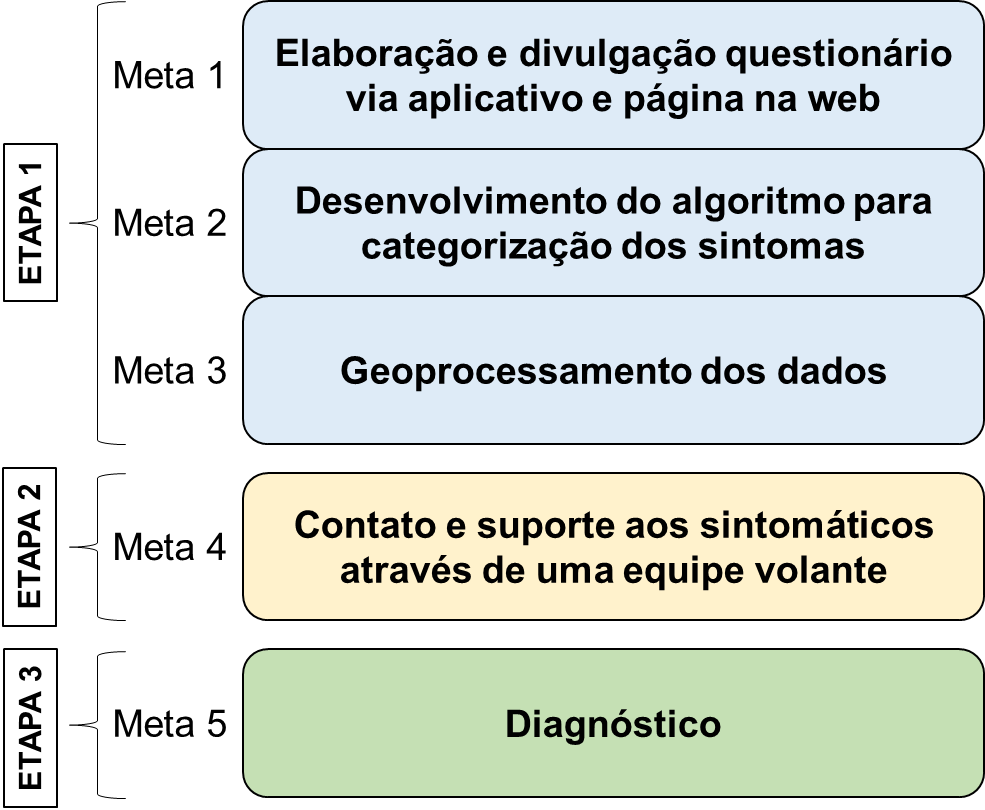 ETAPA 1
Meta 1
Elaboração e divulgação questionário
via aplicativo e página na web
Meta 2
Desenvolvimento do algoritmo para
categorização dos sintomas
Meta 3
Geoprocessamento dos dados
ETAPA 2
Meta 4
Contato e suporte aos sintomáticos
através de uma equipe volante
ETAPA 3
Meta 5
Diagnóstico